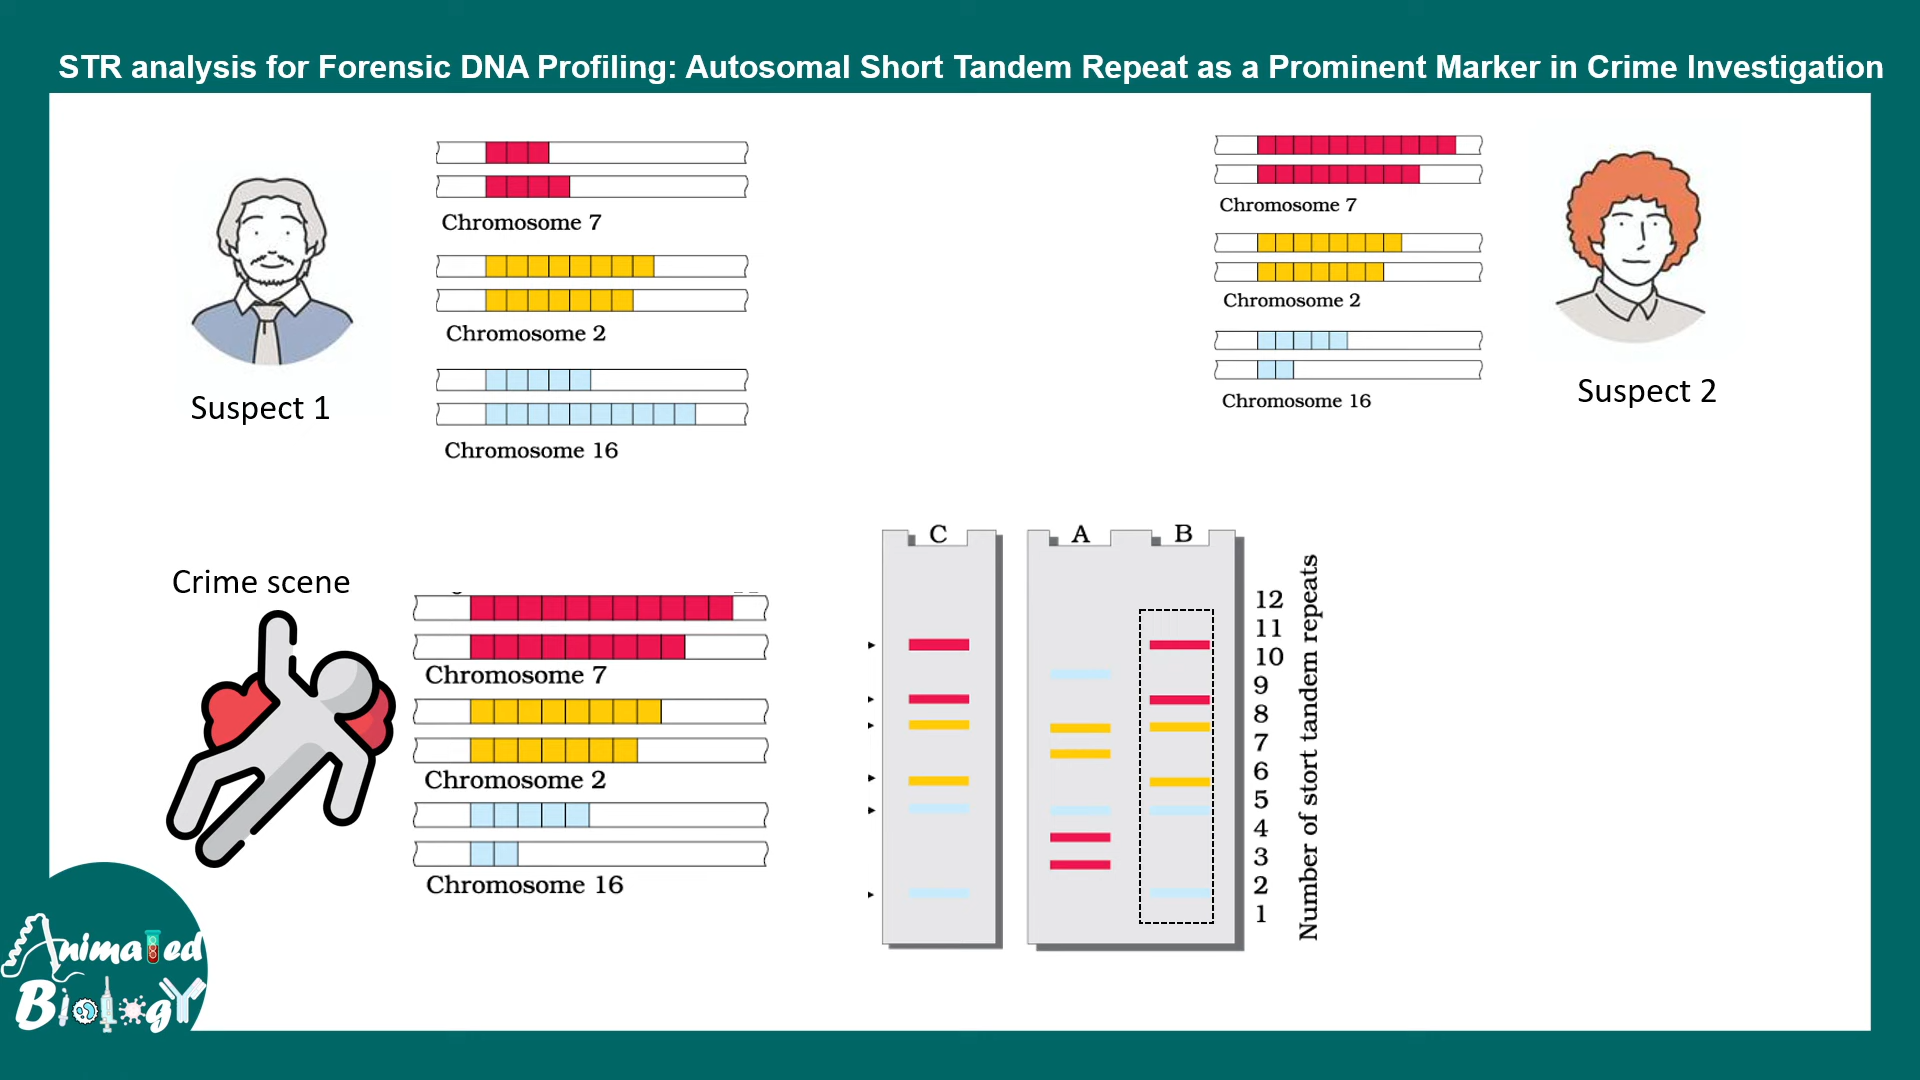 STR analysis for Forensic DNA Profiling: Autosomal Short Tandem Repeat as a Prominent Marker in Crime Investigation
Chromosome 7
Chromosome 2
Chromosome 16
Suspect 1
Chromosome 7
Chromosome 2
Chromosome 16
Suspect 2
Crime scene
Chromosome 7
Chromosome 2
Chromosome 16
C
A
B
12
11
10
9
8
7
6
5
4
3
2
1
Number of stort tandem repeats
Animated
Biology